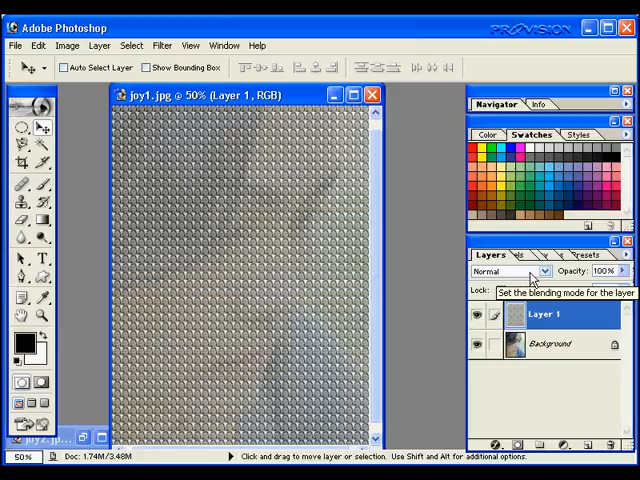 Adobe Photoshop
PROVISION
File Edit Image Layer Select Filter View Window Help
Auto Select Layer Show Bounding Box
joy1.jpg @ 50% (Layer 1, RGB)
Navigator Info
Color Swatches Styles
Layers
Normal Opacity: 100%
Lock:
Set the blending mode for the layer
Layer 1
Background
joy2.jp...
50% Doc: 1.74M/3.48M Click and drag to move layer or selection. Use Shift and Alt for additional options.